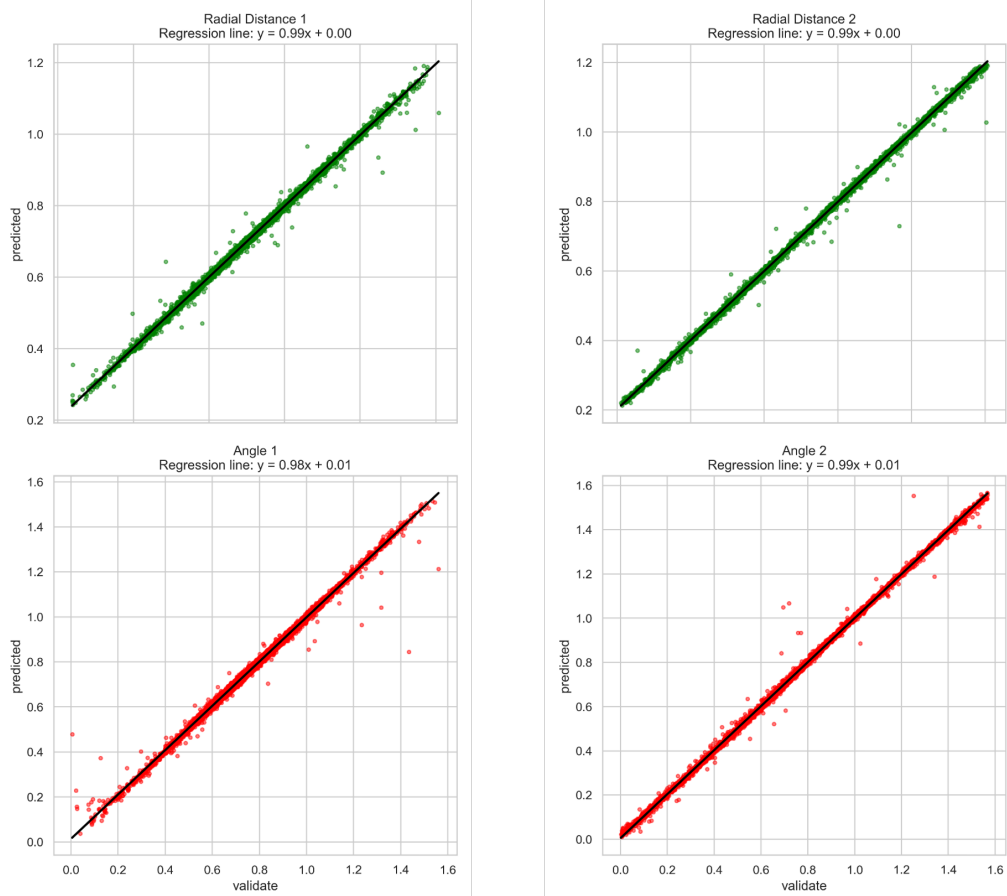 Radial Distance 1
Regression line: y = 0.99x + 0.00
1.2
1.0
0.8
0.6
0.4
0.2
predicted
Radial Distance 2
Regression line: y = 0.99x + 0.00
1.2
1.0
0.8
0.6
0.4
0.2
predicted
Angle 1
Regression line: y = 0.98x + 0.01
1.6
1.4
1.2
1.0
0.8
0.6
0.4
0.2
0.0
predicted
0.0 0.2 0.4 0.6 0.8 1.0 1.2 1.4 1.6
validate
Angle 2
Regression line: y = 0.99x + 0.01
1.6
1.4
1.2
1.0
0.8
0.6
0.4
0.2
0.0
predicted
0.0 0.2 0.4 0.6 0.8 1.0 1.2 1.4 1.6
validate